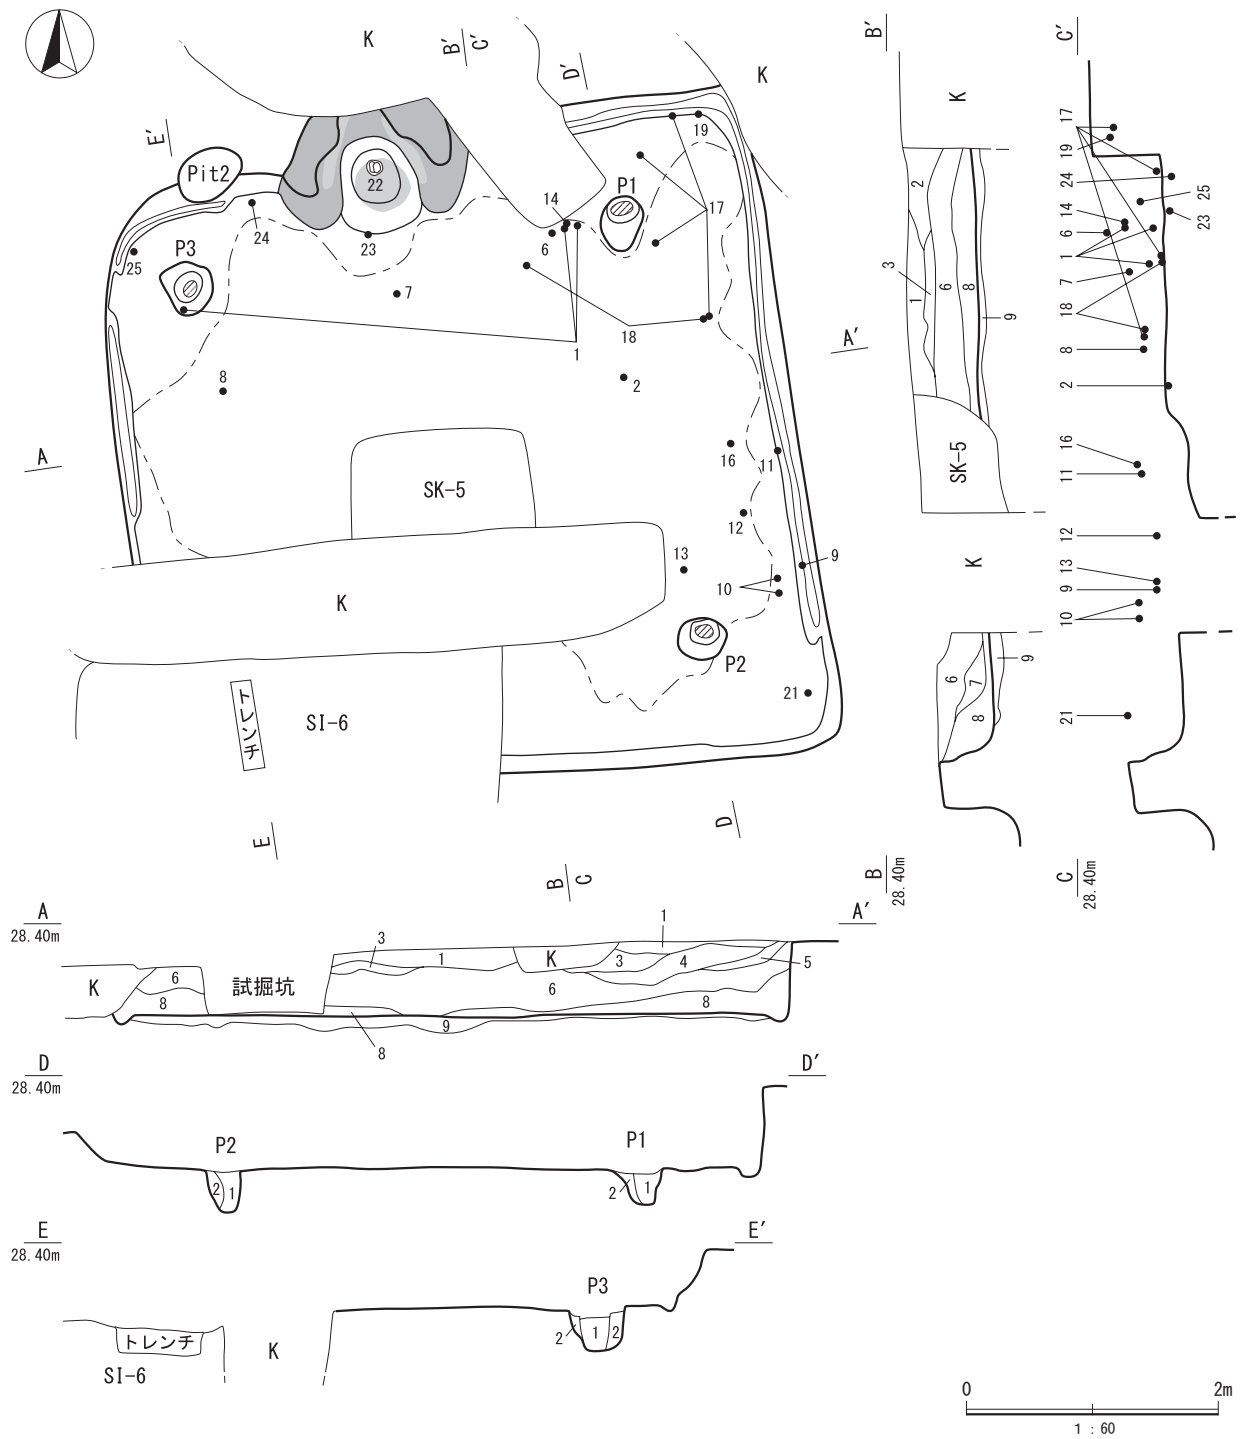 K
B′
C′
D′
K
E′
Pit2
22
19
P1
17
14
6
24
23
25
P3
7
18
1
8
2
A′
A
16
11
SK-5
12
13
9
10
K
P2
21
トレンチ
SI-6
E
D
B
C
B′
K
2
3
1
6
8
9
SK-5
K
6
7
8
9
B
28.40m
C′
17
19
24
25
14
23
6
1
7
18
8
2
16
11
12
13
9
10
21
C
28.40m
A
28.40m
A′
1
3
1
K
3
4
5
K
6
試掘坑
6
8
8
9
8
D
28.40m
D′
P2
P1
2
1
2
1
E
28.40m
E′
P3
2
1
2
トレンチ
K
SI-6
0
2m
1 : 60